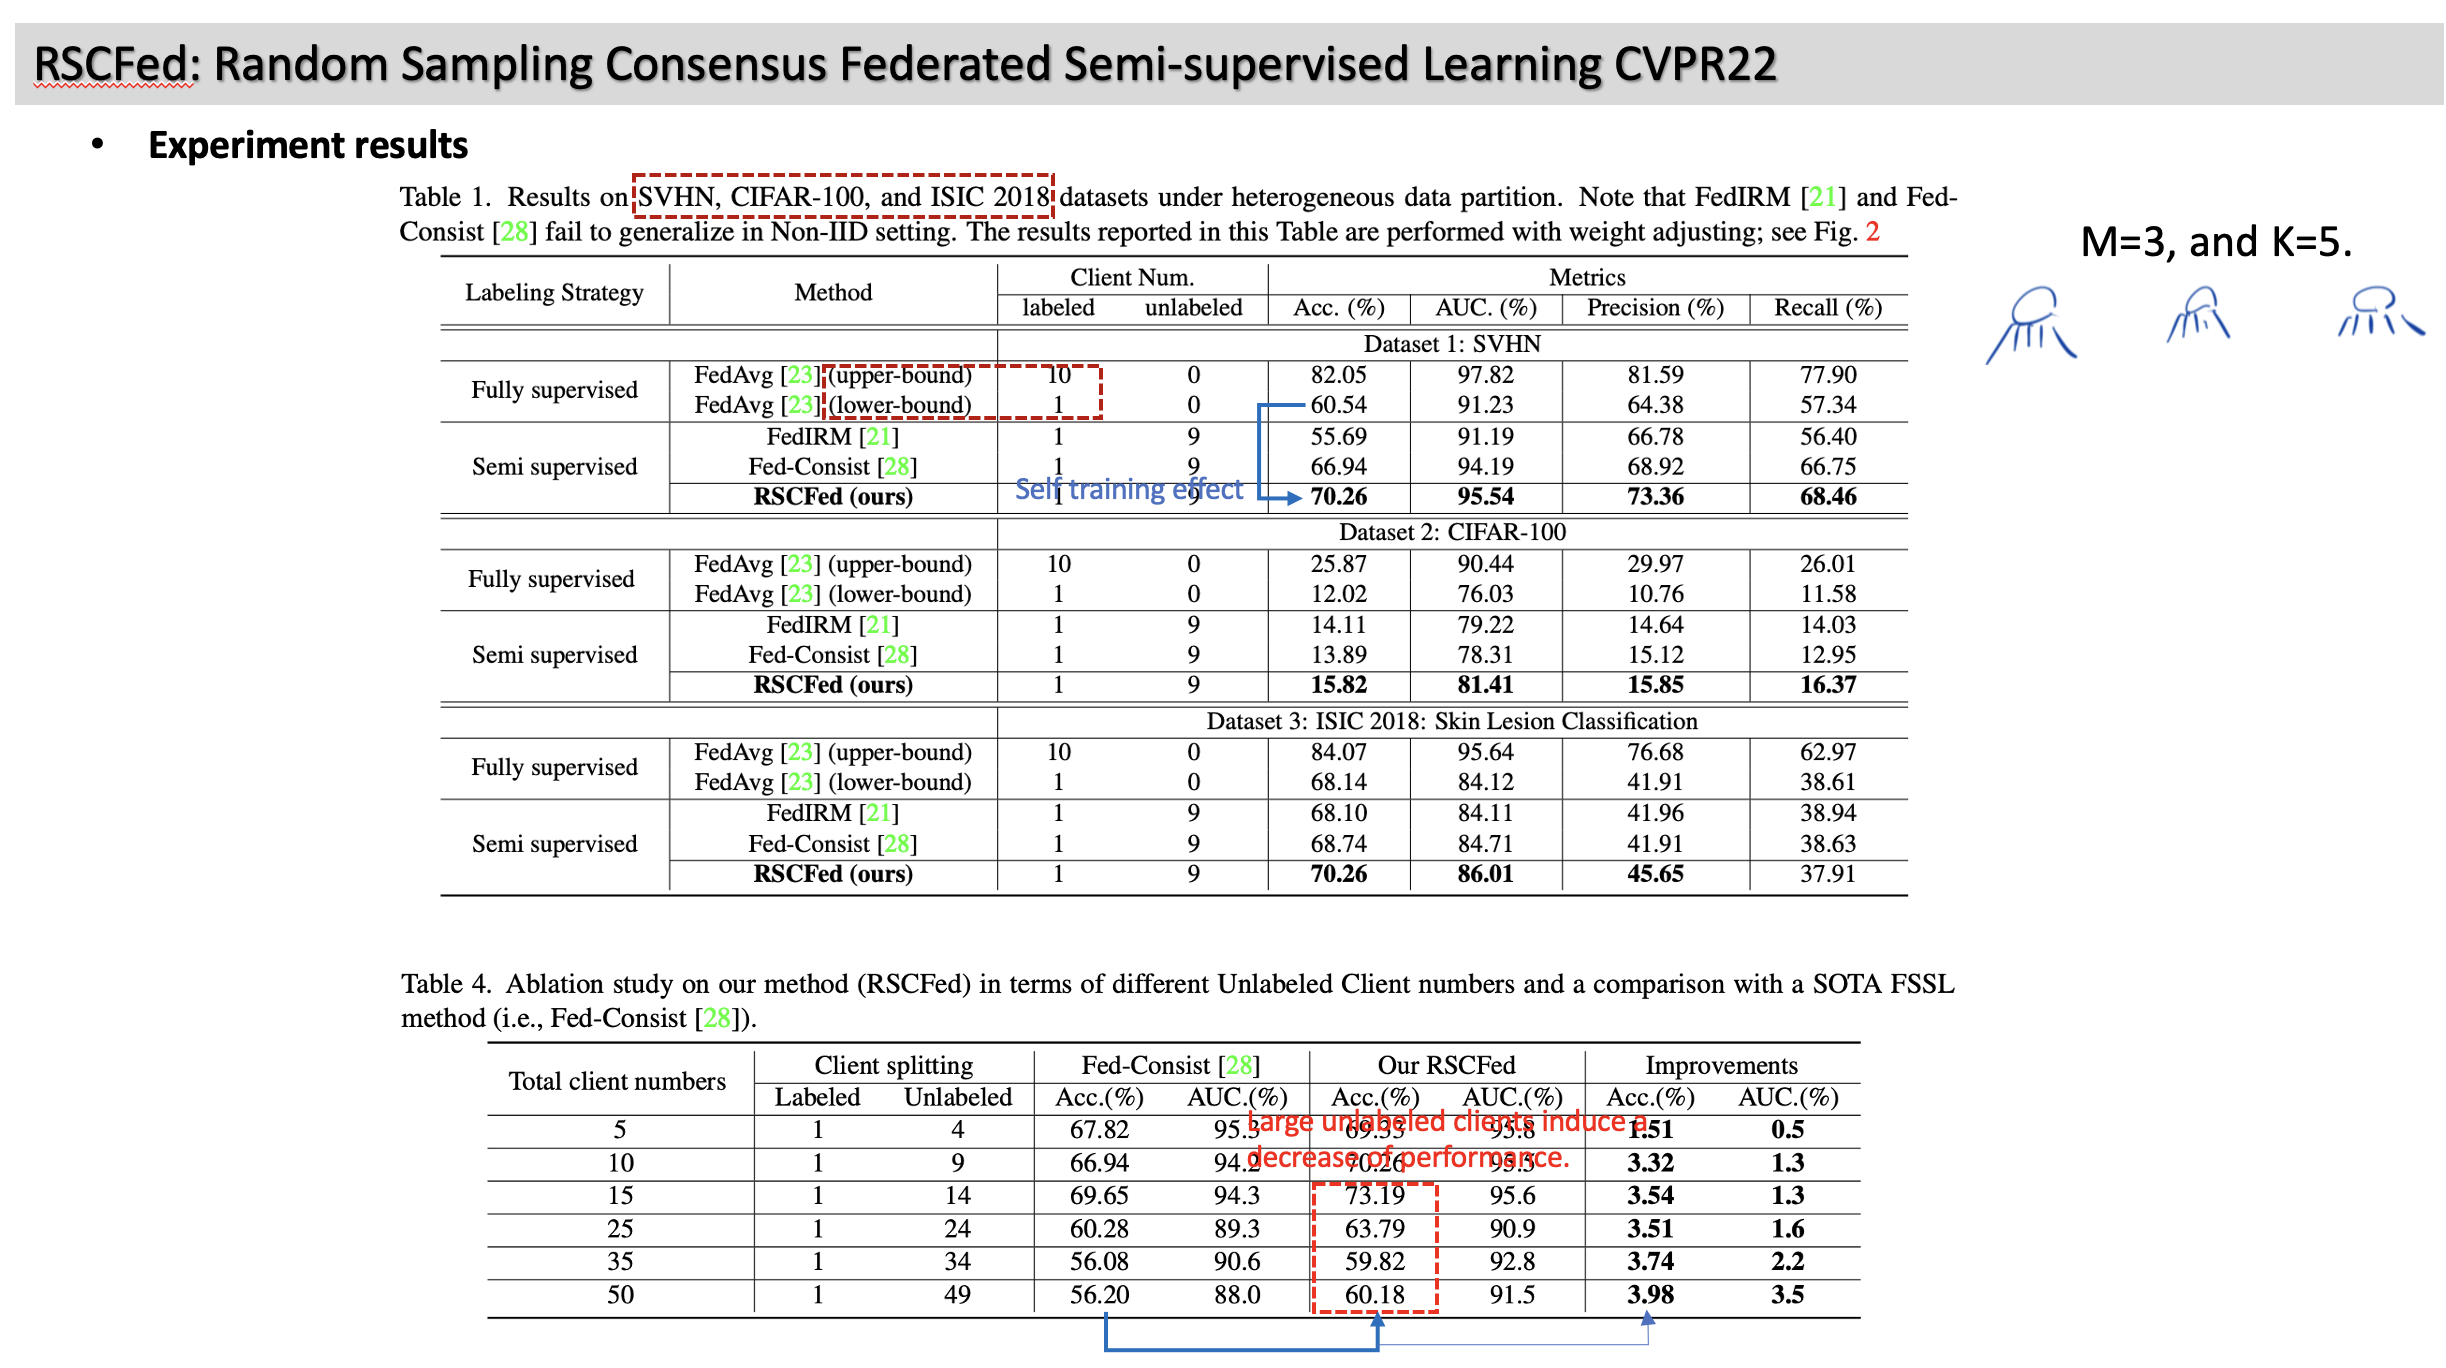 RSCFed: Random Sampling Consensus Federated Semi-supervised Learning CVPR22
• Experiment results
Table 1. Results on SVHN, CIFAR-100, and ISIC 2018 datasets under heterogeneous data partition. Note that FedIRM [21] and Fed-
Consist [28] fail to generalize in Non-IID setting. The results reported in this Table are performed with weight adjusting; see Fig. 2
M=3, and K=5.
Labeling Strategy Method Client Num. Metrics
labeled unlabeled Acc. (%) AUC. (%) Precision (%) Recall (%)
Dataset 1: SVHN
Fully supervised
FedAvg [23] (upper-bound) 10 0 82.05 97.82 81.59 77.90
FedAvg [23] (lower-bound) 1 0 60.54 91.23 64.38 57.34
Semi supervised
FedIRM [21] 1 9 55.69 91.19 66.78 56.40
Fed-Consist [28] 1 9 66.94 94.19 68.92 66.75
RSCFed (ours) 1 9 70.26 95.54 73.36 68.46
Self training effect
Dataset 2: CIFAR-100
Fully supervised
FedAvg [23] (upper-bound) 10 0 25.87 90.44 29.97 26.01
FedAvg [23] (lower-bound) 1 0 12.02 76.03 10.76 11.58
Semi supervised
FedIRM [21] 1 9 14.11 79.22 14.64 14.03
Fed-Consist [28] 1 9 13.89 78.31 15.12 12.95
RSCFed (ours) 1 9 15.82 81.41 15.85 16.37
Dataset 3: ISIC 2018: Skin Lesion Classification
Fully supervised
FedAvg [23] (upper-bound) 10 0 84.07 95.64 76.68 62.97
FedAvg [23] (lower-bound) 1 0 68.14 84.12 41.91 38.61
Semi supervised
FedIRM [21] 1 9 68.10 84.11 41.96 38.94
Fed-Consist [28] 1 9 68.74 84.71 41.91 38.63
RSCFed (ours) 1 9 70.26 86.01 45.65 37.91
Table 4. Ablation study on our method (RSCFed) in terms of different Unlabeled Client numbers and a comparison with a SOTA FSSL
method (i.e., Fed-Consist [28]).
Total client numbers Client splitting Fed-Consist [28] Our RSCFed Improvements
Labeled Unlabeled Acc.(%) AUC.(%) Acc.(%) AUC.(%) Acc.(%) AUC.(%)
Large unlabeled clients induce a
decrease of performance.
5 1 4 67.82 95.3 69.33 95.8 1.51 0.5
10 1 9 66.94 94.2 70.26 95.5 3.32 1.3
15 1 14 69.65 94.3 73.19 95.6 3.54 1.3
25 1 24 60.28 89.3 63.79 90.9 3.51 1.6
35 1 34 56.08 90.6 59.82 92.8 3.74 2.2
50 1 49 56.20 88.0 60.18 91.5 3.98 3.5